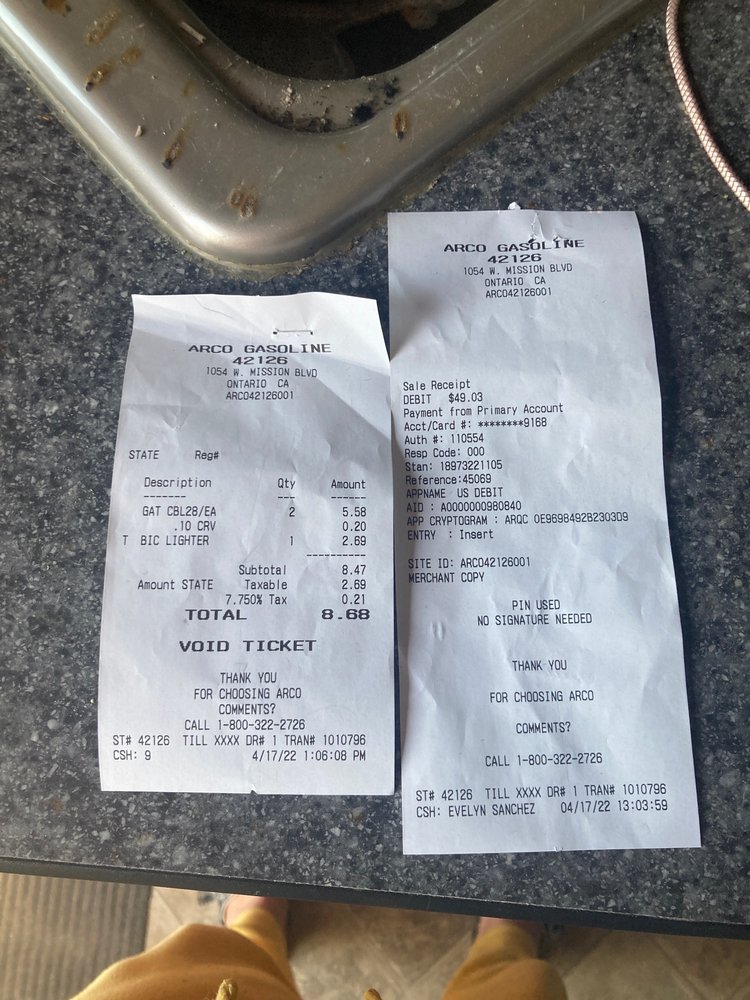 ARCO GASOLINE
42126
1054 W. MISSION BLVD
ONTARIO CA
ARCO42126001
STATE Reg#
Description Qty Amount
------- --- -------
GAT CBL28/EA 2 5.58
.10 CRV 0.20
T BIC LIGHTER 1 2.69
-----------
Subtotal 8.47
Amount STATE Taxable 2.69
7.750% Tax 0.21
TOTAL 8.68
VOID TICKET
THANK YOU
FOR CHOOSING ARCO
COMMENTS?
CALL 1-800-322-2726
ST# 42126 TILL XXXX DR# 1 TRAN# 1010796
CSH: 9 4/17/22 1:06:08 PM
ARCO GASOLINE
42126
1054 W. MISSION BLVD
ONTARIO CA
ARCO42126001
Sale Receipt
DEBIT $49.03
Payment from Primary Account
Acct/Card #: ********9168
Auth #: 110554
Resp Code: 000
Stan: 18973221105
Reference:45069
APPNAME US DEBIT
AID : A0000000980840
APP CRYPTOGRAM : ARQC 0E9698492B2303D9
ENTRY : Insert
SITE ID: ARCO42126001
MERCHANT COPY
PIN USED
NO SIGNATURE NEEDED
THANK YOU
FOR CHOOSING ARCO
COMMENTS?
CALL 1-800-322-2726
ST# 42126 TILL XXXX DR# 1 TRAN# 1010796
CSH: EVELYN SANCHEZ 04/17/22 13:03:59